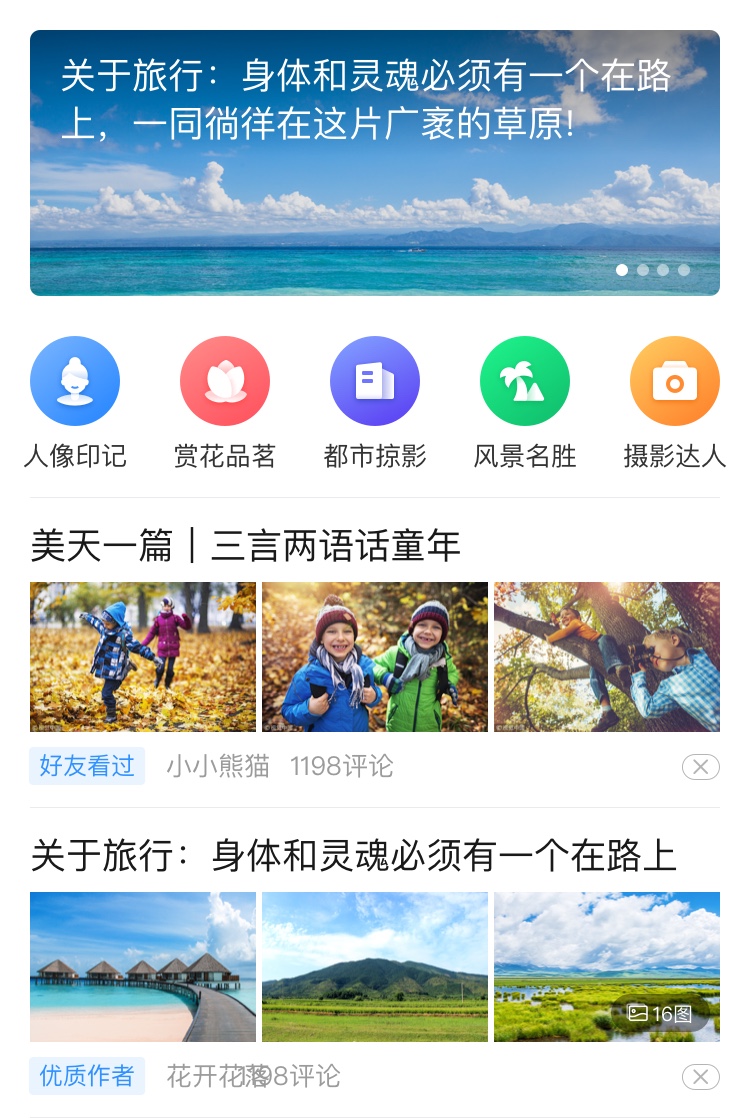 关于旅行：身体和灵魂必须有一个在路
上，一同徜徉在这片广袤的草原!
人像印记
赏花品茗
都市掠影
风景名胜
摄影达人
美天一篇｜三言两语话童年
好友看过 小小熊猫 1198评论
关于旅行：身体和灵魂必须有一个在路上
16图
优质作者 花开花落 1198评论